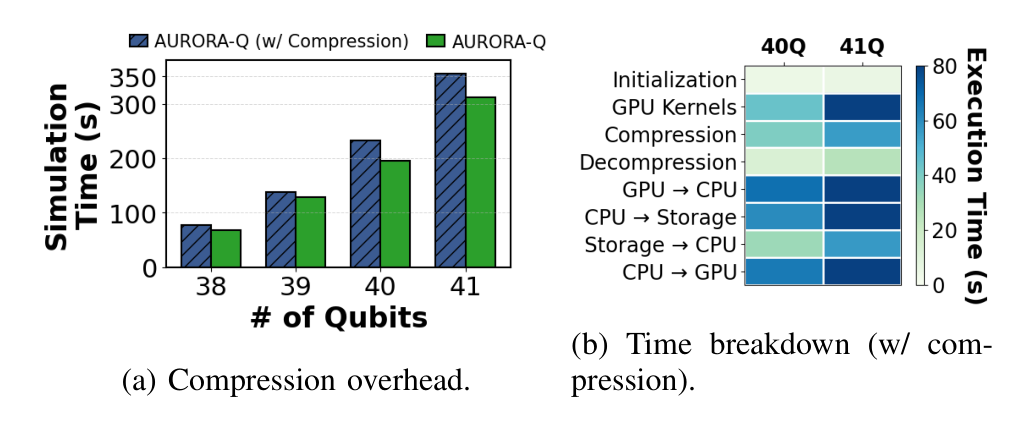 AURORA-Q (w/ Compression) AURORA-Q
Simulation
Time (s)
350
300
200
100
0
38 39 40 41
# of Qubits
(a) Compression overhead.
40Q 41Q
Initialization
GPU Kernels
Compression
Decompression
GPU → CPU
CPU → Storage
Storage → CPU
CPU → GPU
80
60
40
20
0
Execution Time (s)
(b) Time breakdown (w/ com-
pression).